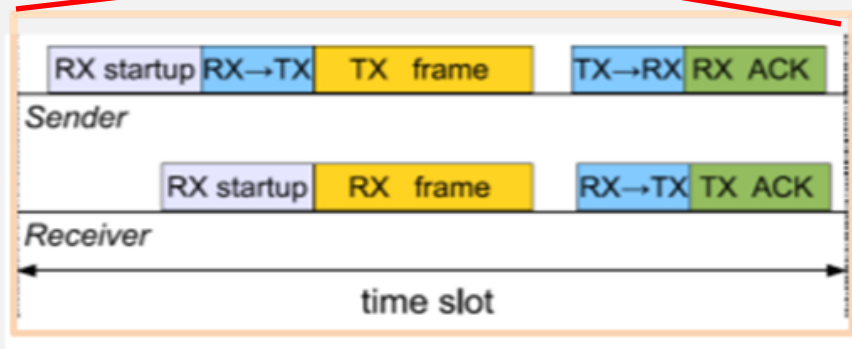 RX startup RX→TX TX frame TX→RX RX ACK
Sender
RX startup RX frame RX→TX TX ACK
Receiver
time slot